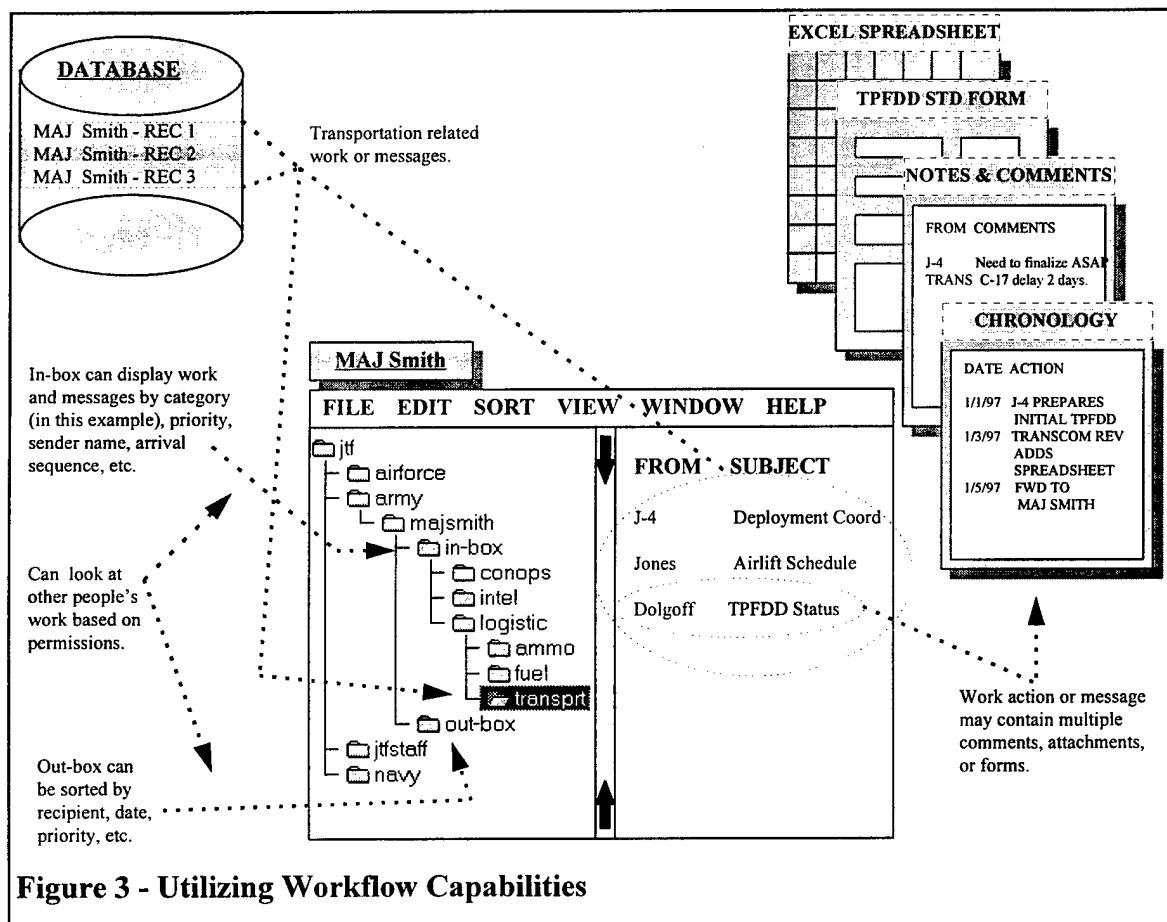 DATABASE
MAJ Smith - REC 1
MAJ Smith - REC 2
MAJ Smith - REC 3
Transportation related
work or messages.
EXCEL SPREADSHEET
TPFDD STD FORM
NOTES & COMMENTS
FROM COMMENTS
J-4 Need to finalize ASAP
TRANS C-17 delay 2 days.
CHRONOLOGY
DATE ACTION
1/1/97 J-4 PREPARES
INITIAL TPFDD
1/3/97 TRANSCOM REV
ADDS
SPREADSHEET
1/5/97 FWD TO
MAJ SMITH
In-box can display work
and messages by category
(in this example), priority,
sender name, arrival
sequence, etc.
Can look at
other people's
work based on
permissions.
Out-box can
be sorted by
recipient, date,
priority, etc.
MAJ Smith
FILE EDIT SORT VIEW WINDOW HELP
jtf
airforce
army
majsmith
in-box
conops
intel
logistic
ammo
fuel
transprt
out-box
jtfstaff
navy
FROM SUBJECT
J-4 Deployment Coord
Jones Airlift Schedule
Dolgoff TPFDD Status
Work action or message
may contain multiple
comments, attachments,
or forms.
Figure 3 - Utilizing Workflow Capabilities